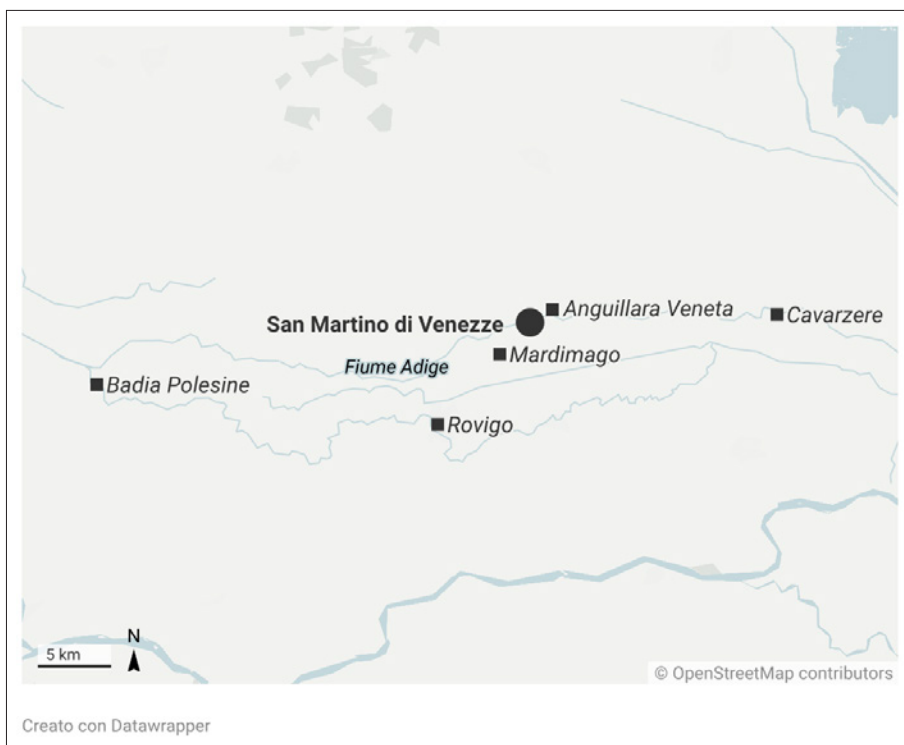 Anguillara Veneta
Cavarzere
San Martino di Venezze
Mardimago
Fiume Adige
Badia Polesine
Rovigo
N
5 km
© OpenStreetMap contributors
Creato con Datawrapper